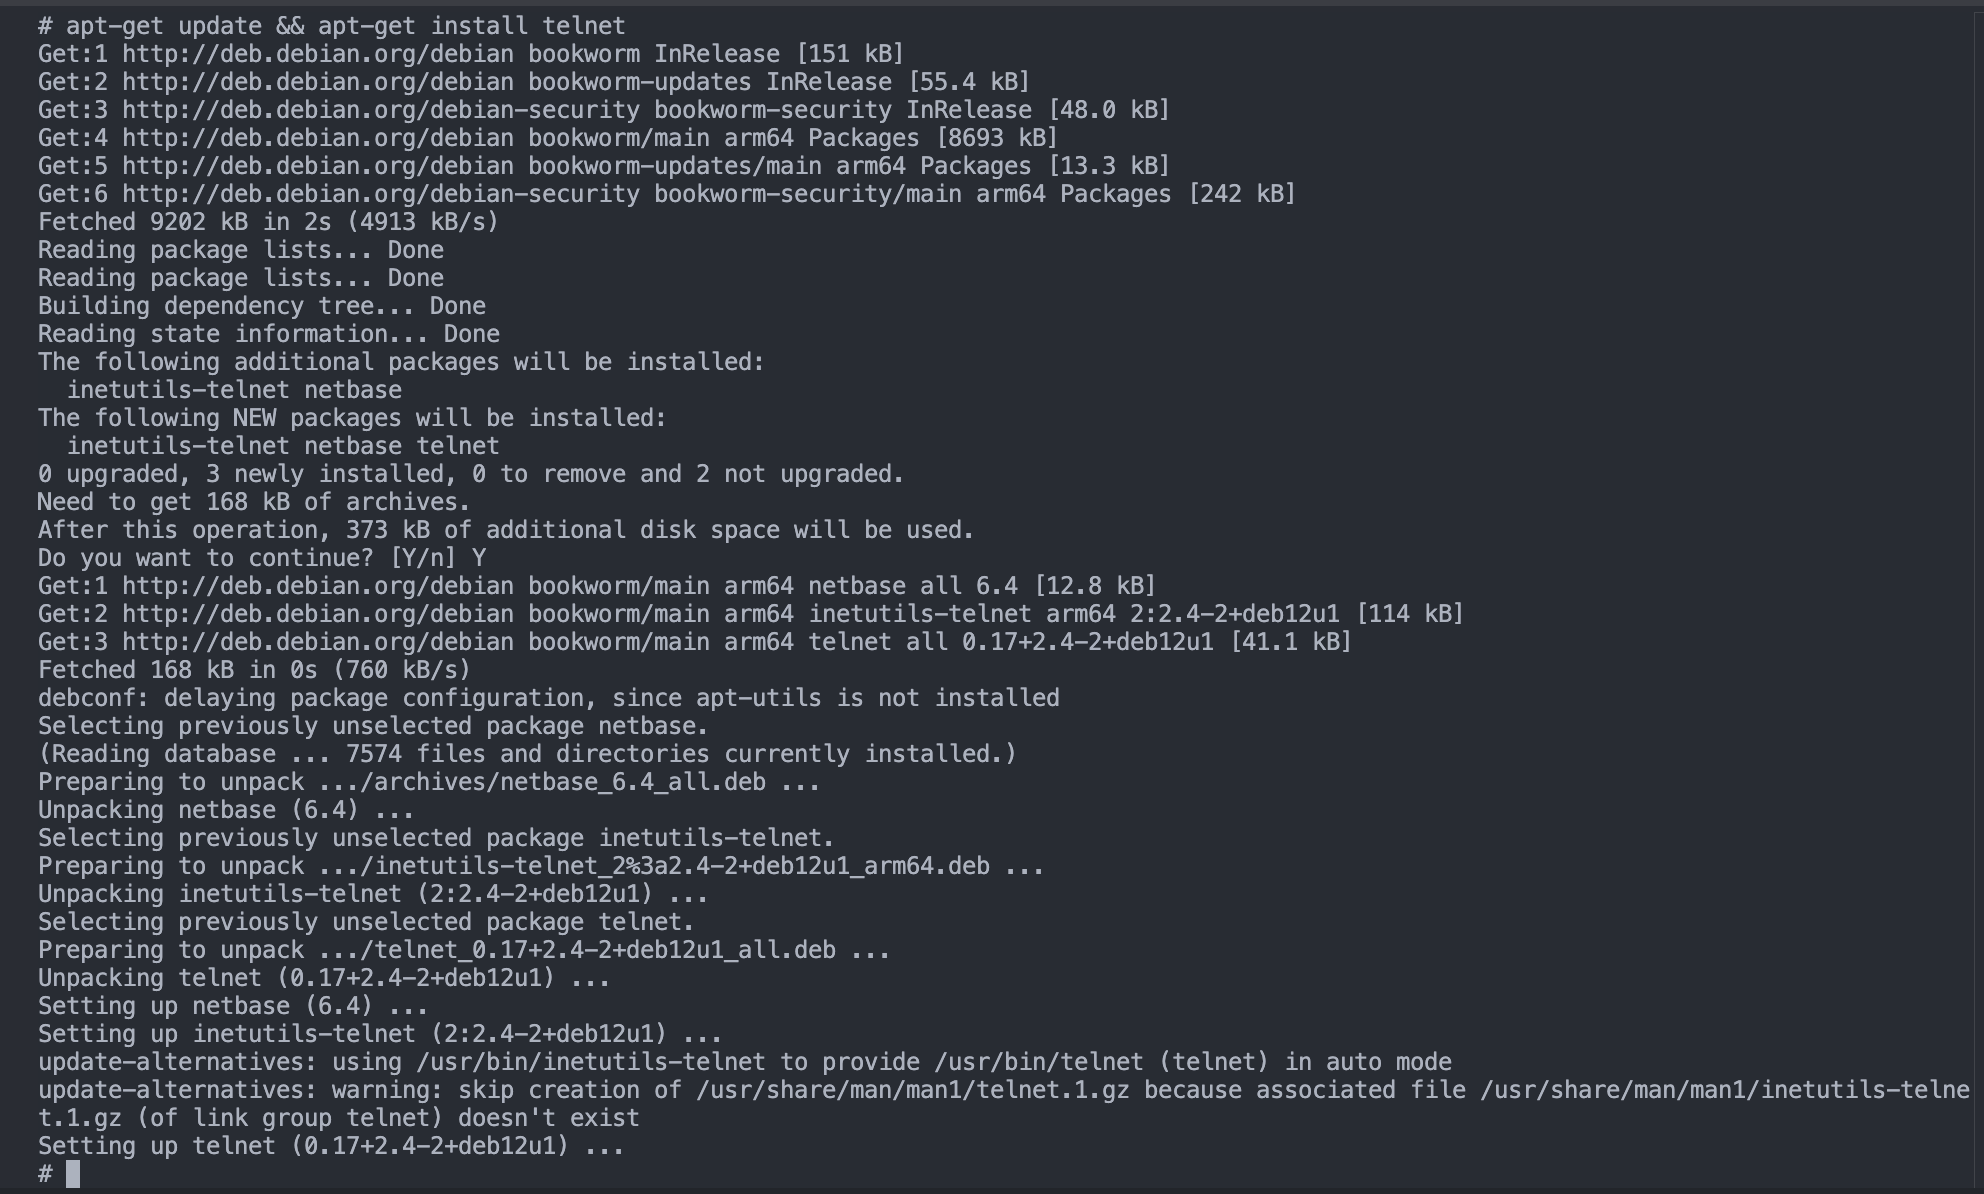 # apt-get update && apt-get install telnet
Get:1 http://deb.debian.org/debian bookworm InRelease [151 kB]
Get:2 http://deb.debian.org/debian bookworm-updates InRelease [55.4 kB]
Get:3 http://deb.debian.org/debian-security bookworm-security InRelease [48.0 kB]
Get:4 http://deb.debian.org/debian bookworm/main arm64 Packages [8693 kB]
Get:5 http://deb.debian.org/debian bookworm-updates/main arm64 Packages [13.3 kB]
Get:6 http://deb.debian.org/debian-security bookworm-security/main arm64 Packages [242 kB]
Fetched 9202 kB in 2s (4913 kB/s)
Reading package lists... Done
Reading package lists... Done
Building dependency tree... Done
Reading state information... Done
The following additional packages will be installed:
  inetutils-telnet netbase
The following NEW packages will be installed:
  inetutils-telnet netbase telnet
0 upgraded, 3 newly installed, 0 to remove and 2 not upgraded.
Need to get 168 kB of archives.
After this operation, 373 kB of additional disk space will be used.
Do you want to continue? [Y/n] Y
Get:1 http://deb.debian.org/debian bookworm/main arm64 netbase all 6.4 [12.8 kB]
Get:2 http://deb.debian.org/debian bookworm/main arm64 inetutils-telnet arm64 2:2.4-2+deb12u1 [114 kB]
Get:3 http://deb.debian.org/debian bookworm/main arm64 telnet all 0.17+2.4-2+deb12u1 [41.1 kB]
Fetched 168 kB in 0s (760 kB/s)
debconf: delaying package configuration, since apt-utils is not installed
Selecting previously unselected package netbase.
(Reading database ... 7574 files and directories currently installed.)
Preparing to unpack .../archives/netbase_6.4_all.deb ...
Unpacking netbase (6.4) ...
Selecting previously unselected package inetutils-telnet.
Preparing to unpack .../inetutils-telnet_2%3a2.4-2+deb12u1_arm64.deb ...
Unpacking inetutils-telnet (2:2.4-2+deb12u1) ...
Selecting previously unselected package telnet.
Preparing to unpack .../telnet_0.17+2.4-2+deb12u1_all.deb ...
Unpacking telnet (0.17+2.4-2+deb12u1) ...
Setting up netbase (6.4) ...
Setting up inetutils-telnet (2:2.4-2+deb12u1) ...
update-alternatives: using /usr/bin/inetutils-telnet to provide /usr/bin/telnet (telnet) in auto mode
update-alternatives: warning: skip creation of /usr/share/man/man1/telnet.1.gz because associated file /usr/share/man/man1/inetutils-telne
t.1.gz (of link group telnet) doesn't exist
Setting up telnet (0.17+2.4-2+deb12u1) ...
#